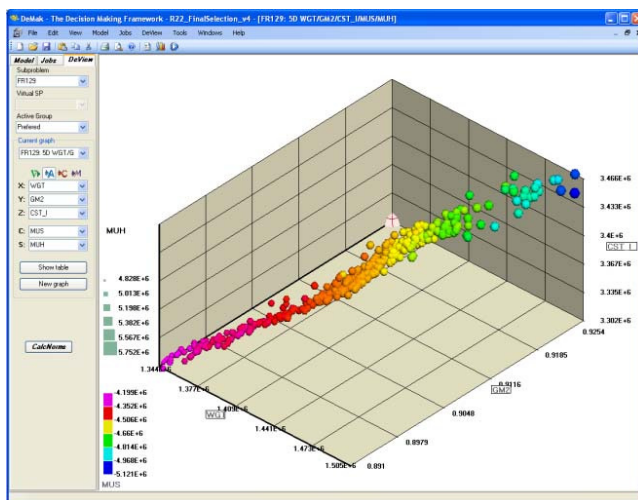 DeMak - The Decision Making Framework - R22_FinalSelection_v4 - [FR129: 5D WGT/GM2/CST_I/MUS/MUH]
File Edit View Model Jobs DeView Tools Windows Help
Model Jobs DeView
Subproblem
FR129
Virtual SP
Active Group
Prefered
Current graph
FR129: 5D WGT/G
X: WGT
Y: GM2
Z: CST_I
C: MUS
S: MUH
Show table
New graph
CalcNorme
MUH
4.828E+6
5.013E+6
5.198E+6
5.382E+6
5.567E+6
5.752E+6
-4.199E+6
-4.352E+6
-4.506E+6
-4.66E+6
-4.814E+6
-4.968E+6
-5.121E+6
MUS
1.344E+6
1.377E+6
1.409E+6
1.441E+6
1.473E+6
1.505E+6
WGT
0.891
0.8979
0.9048
0.9116
0.9185
0.9254
GM2
3.466E+6
3.433E+6
3.4E+6
3.367E+6
3.335E+6
3.302E+6
CST_I